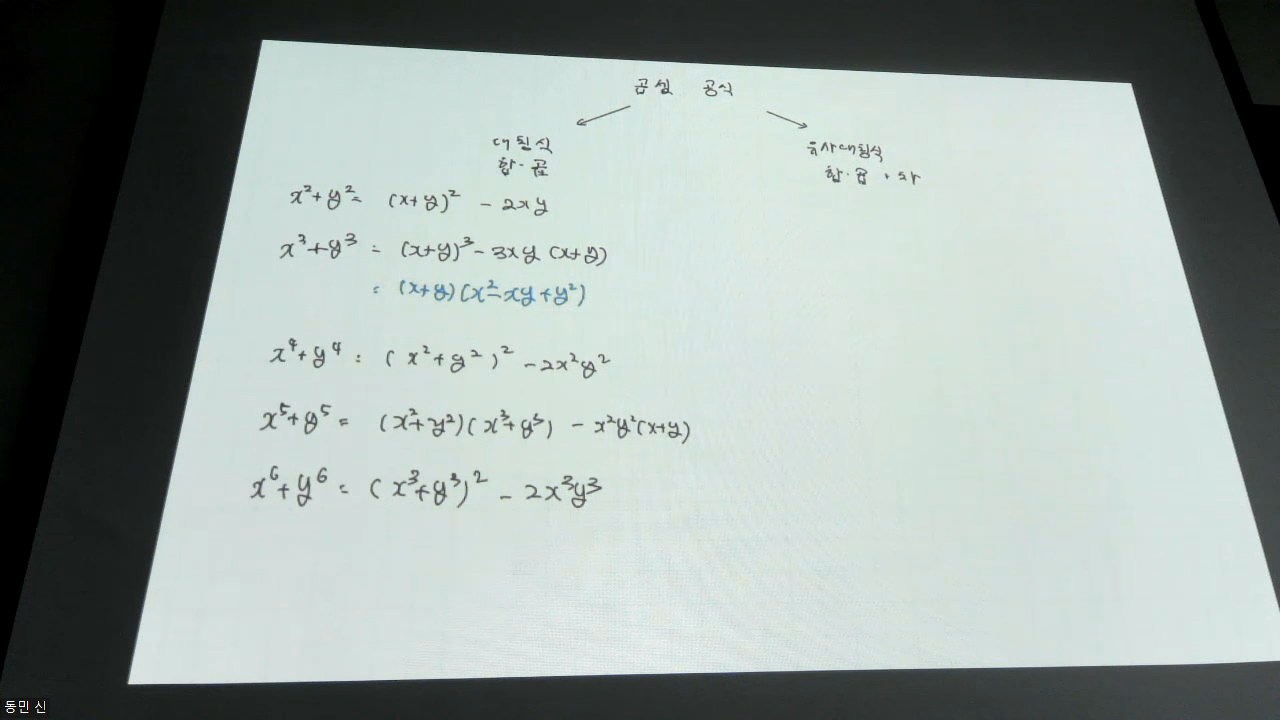 곱셈 공식
대칭식
합·곱
유사대칭식
합·곱·차
x²+y² = (x+y)² - 2xy
x³+y³ = (x+y)³ - 3xy (x+y)
= (x+y)(x²-xy+y²)
x⁴+y⁴ = (x²+y²)² - 2x²y²
x⁵+y⁵ = (x²+y²)(x³+y³) - x²y²(x+y)
x⁶+y⁶ = (x³+y³)² - 2x³y³
동민 신